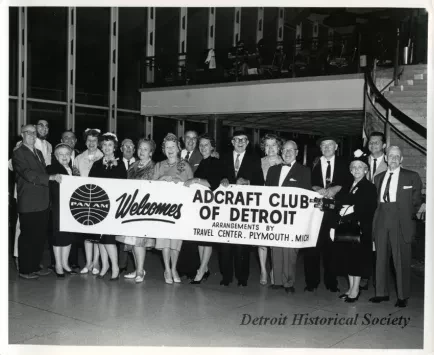 PAN AM
Welcomes
ADCRAFT CLUB
OF DETROIT
ARRANGEMENTS BY
TRAVEL CENTER, PLYMOUTH, MICH
Detroit Historical Society